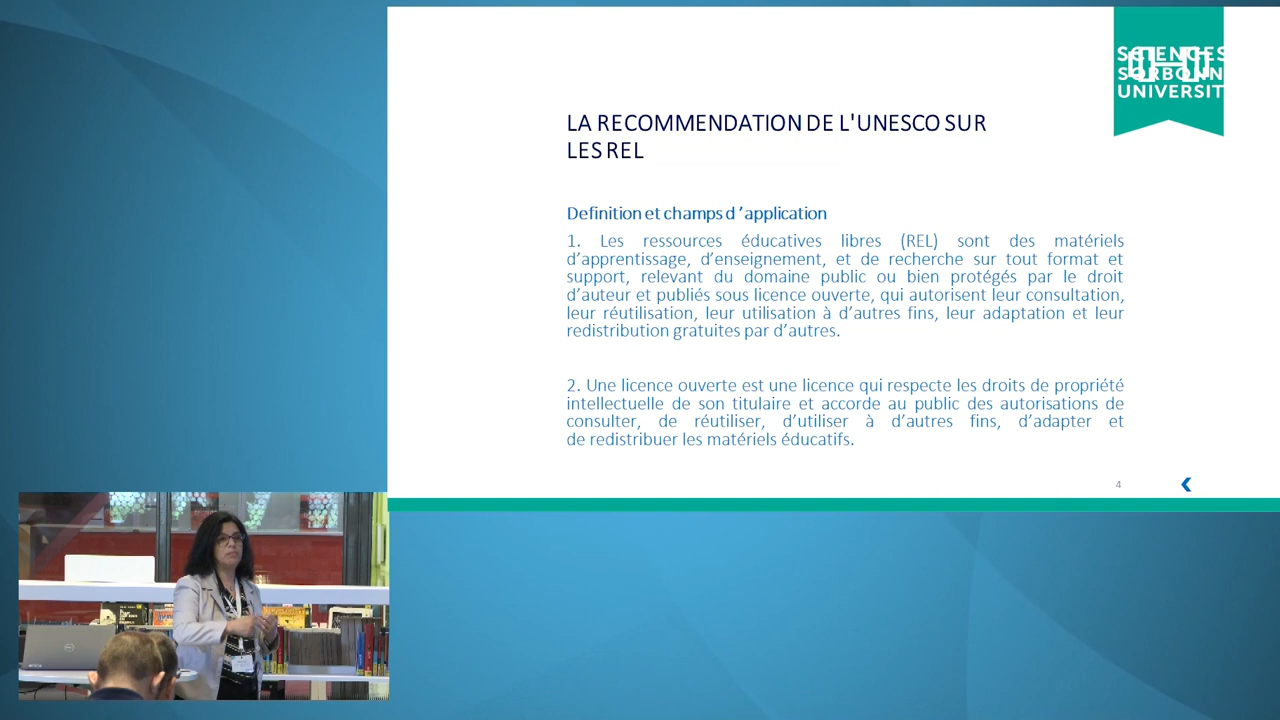 SCIENCES
SORBONN
UNIVERSIT
LA RECOMMENDATION DE L'UNESCO SUR
LES REL
Definition et champs d ’application
1. Les ressources éducatives libres (REL) sont des matériels
d’apprentissage, d’enseignement, et de recherche sur tout format et
support, relevant du domaine public ou bien protégés par le droit
d’auteur et publiés sous licence ouverte, qui autorisent leur consultation,
leur réutilisation, leur utilisation à d’autres fins, leur adaptation et leur
redistribution gratuites par d’autres.
2. Une licence ouverte est une licence qui respecte les droits de propriété
intellectuelle de son titulaire et accorde au public des autorisations de
consulter, de réutiliser, d’utiliser à d’autres fins, d’adapter et
de redistribuer les matériels éducatifs.
4